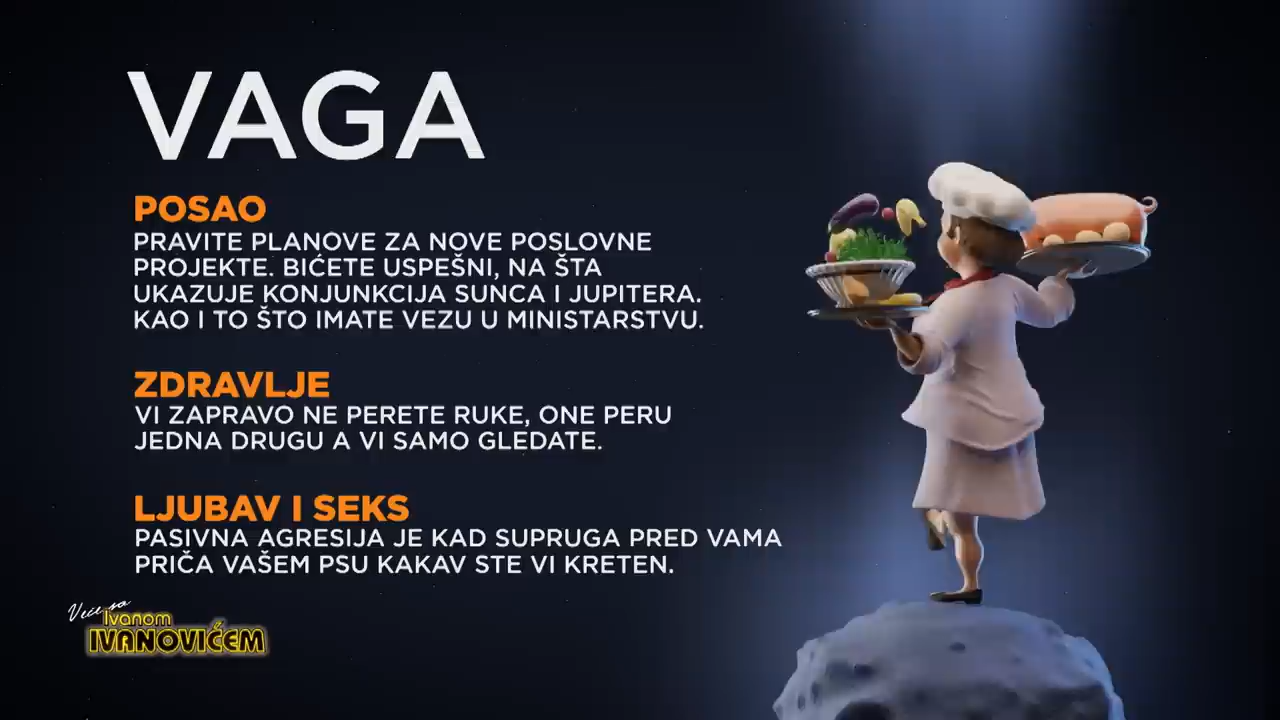 VAGA
POSAO
PRAVITE PLANOVE ZA NOVE POSLOVNE
PROJEKTE. BIĆETE USPEŠNI, NA ŠTA
UKAZUJE KONJUNKCIJA SUNCA I JUPITERA.
KAO I TO ŠTO IMATE VEZU U MINISTARSTVU.
ZDRAVLJE
VI ZAPRAVO NE PERETE RUKE, ONE PERU
JEDNA DRUGU A VI SAMO GLEDATE.
LJUBAV I SEKS
PASIVNA AGRESIJA JE KAD SUPRUGA PRED VAMA
PRIČA VAŠEM PSU KAKAV STE VI KRETEN.
Veče sa
Ivanom
IVANOVIĆEM